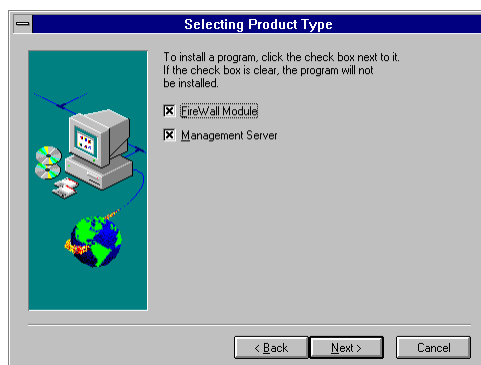 Selecting Product Type
To install a program, click the check box next to it.
If the check box is clear, the program will not
be installed.
FireWall Module
Management Server
< Back
Next >
Cancel